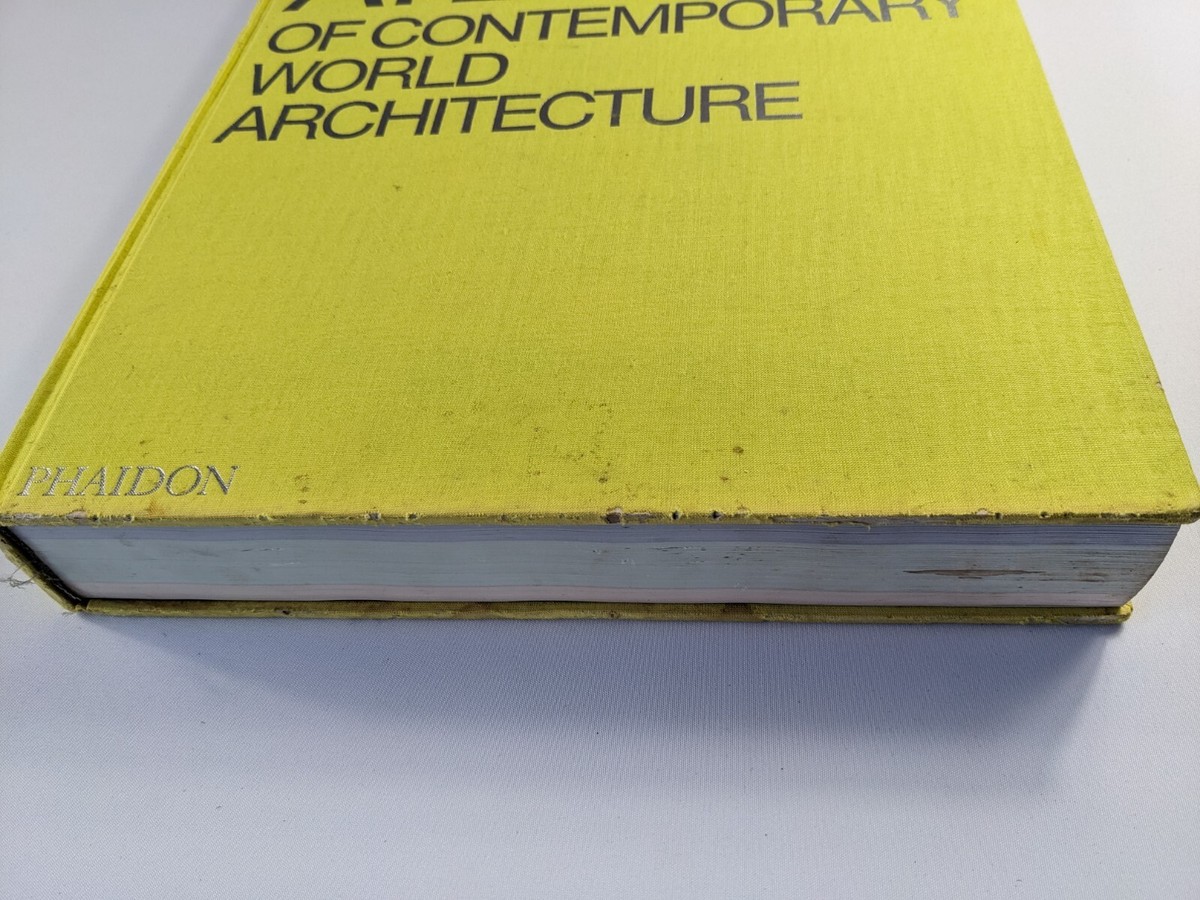 OF CONTEMPORARY
WORLD
ARCHITECTURE
PHAIDON